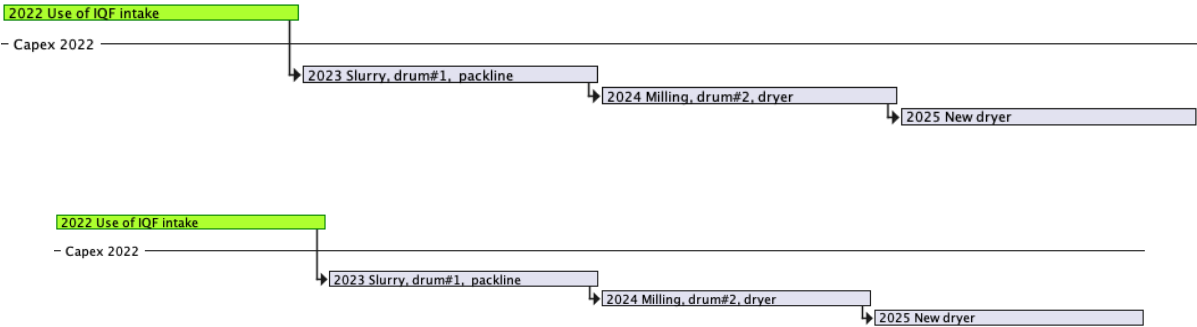 2022 Use of IQF intake
Capex 2022
2023 Slurry, drum#1, packline
2024 Milling, drum#2, dryer
2025 New dryer
2022 Use of IQF intake
Capex 2022
2023 Slurry, drum#1, packline
2024 Milling, drum#2, dryer
2025 New dryer